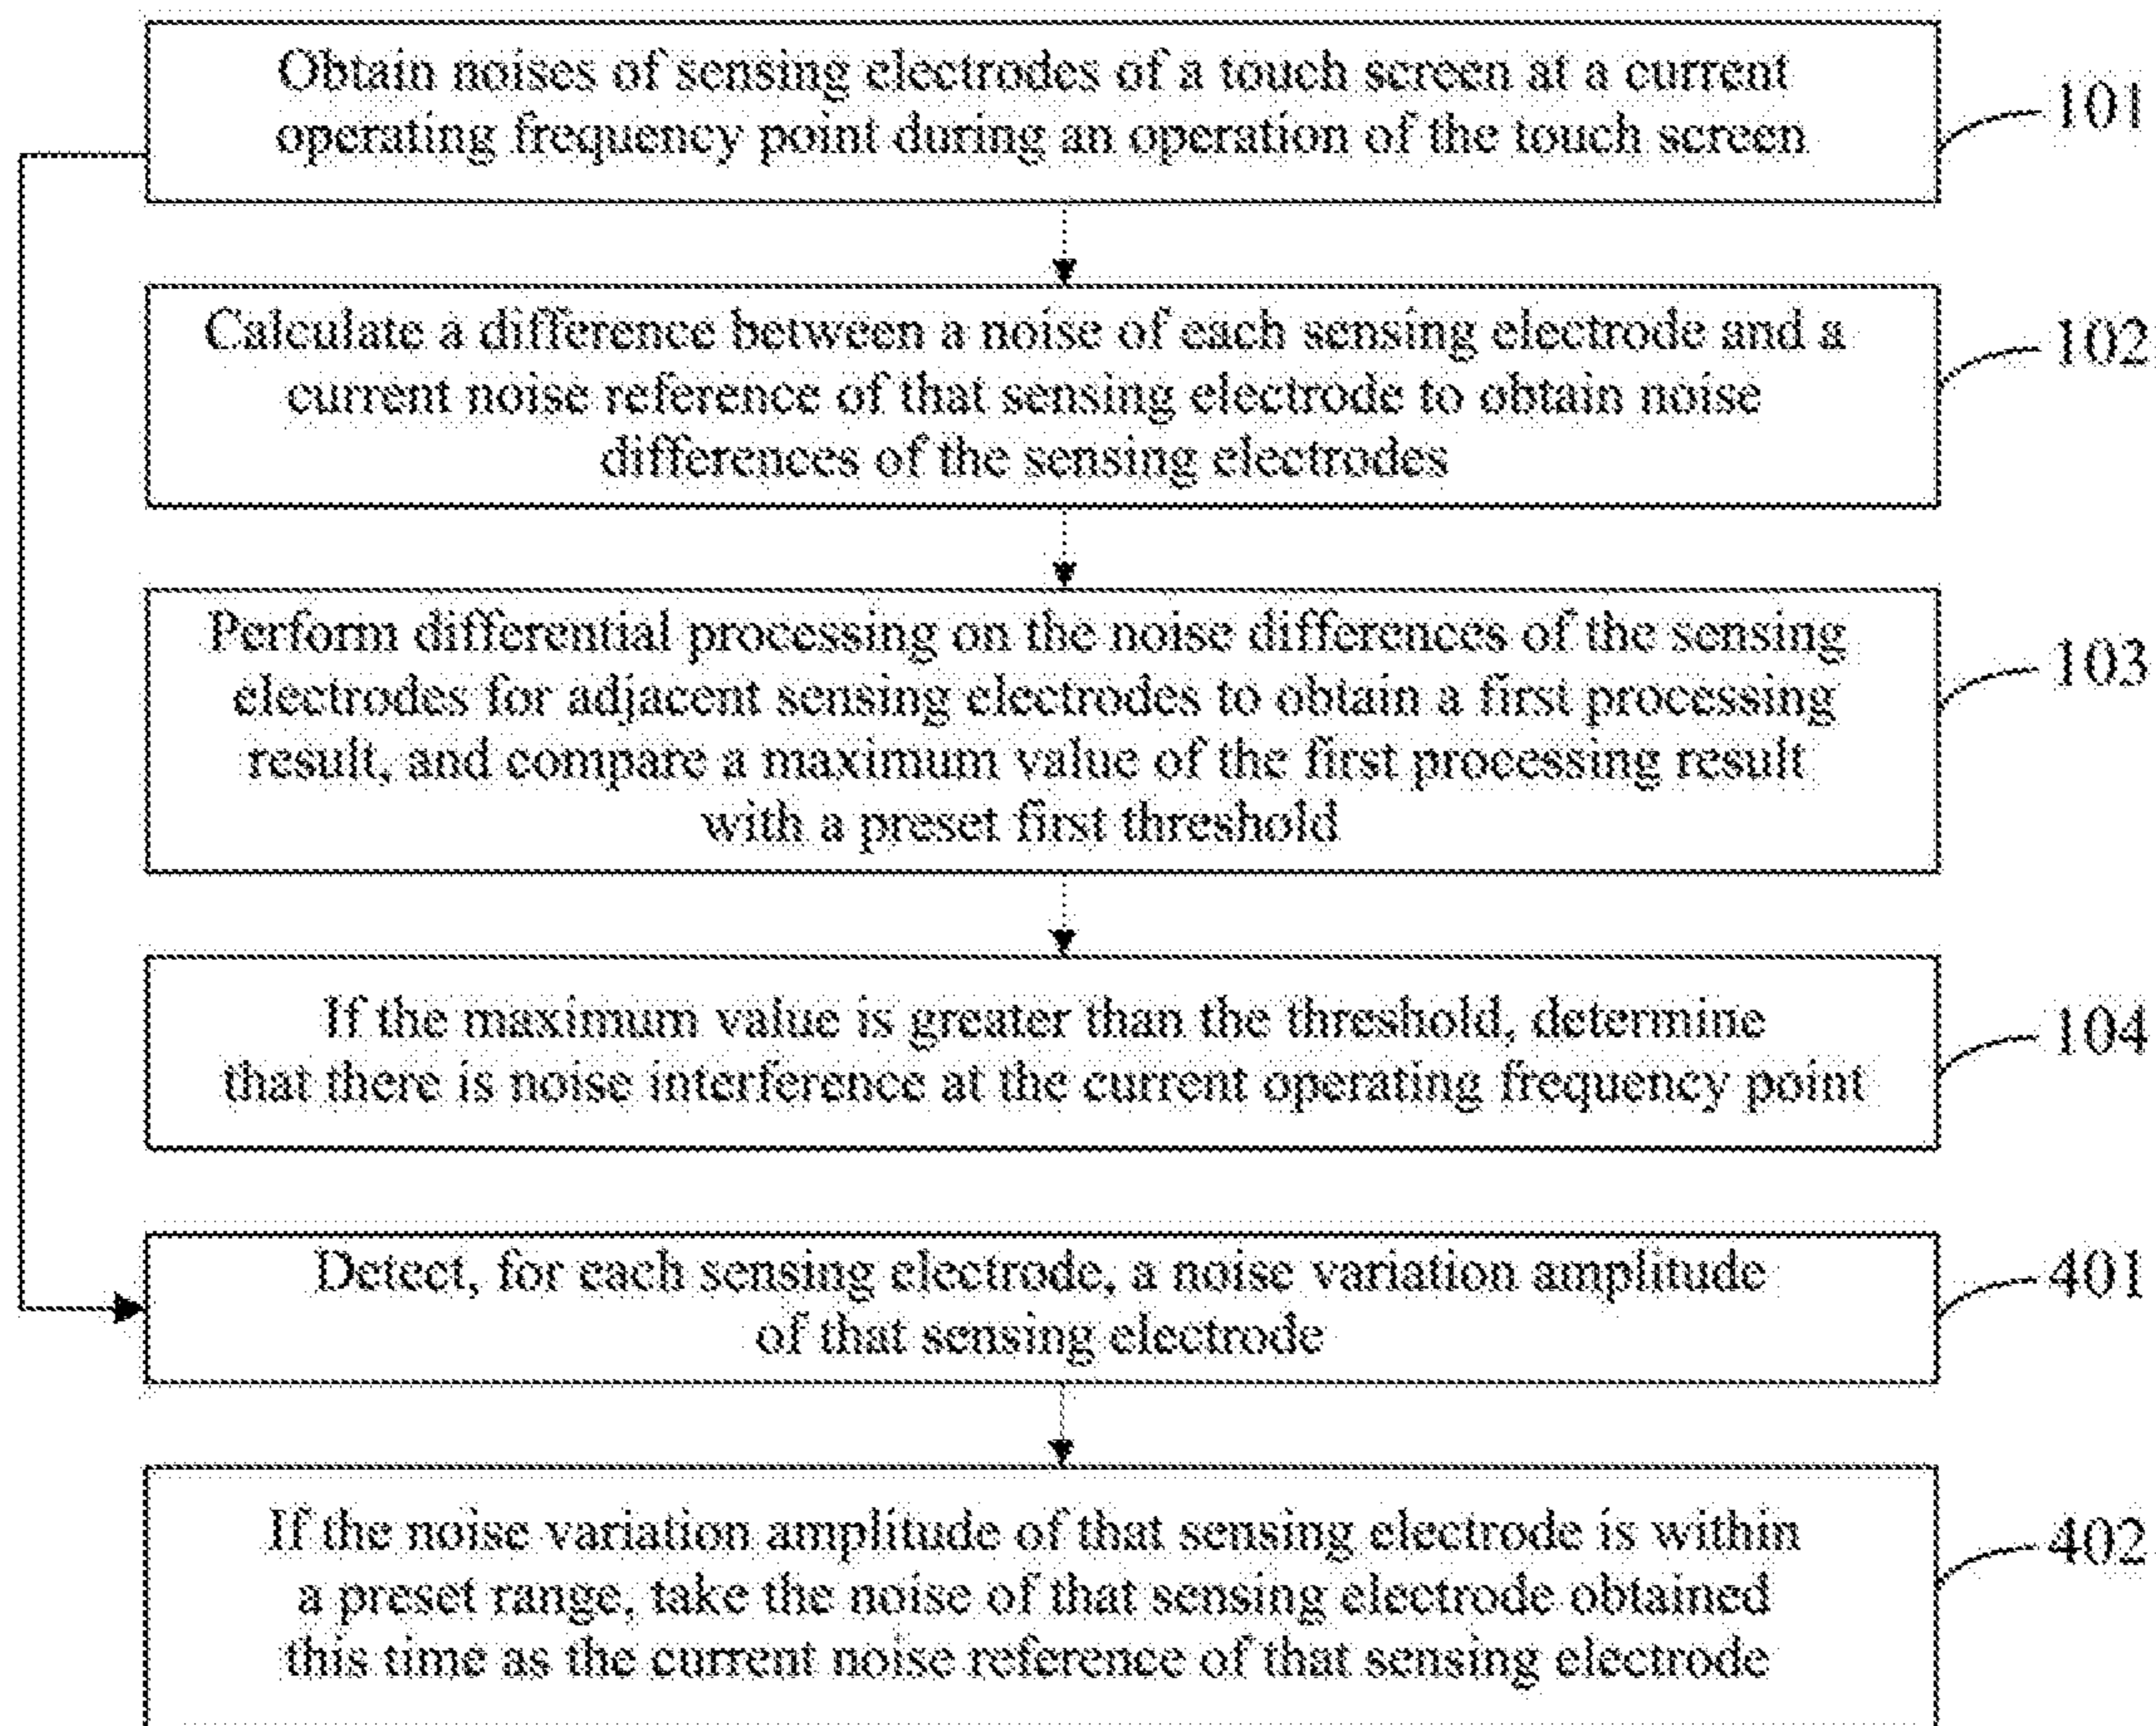 Obtain noises of sensing electrodes of a touch screen at a current
operating frequency point during an operation of the touch screen
101
Calculate a difference between a noise of each sensing electrode and a
current noise reference of that sensing electrode to obtain noise
differences of the sensing electrodes
102
Perform differential processing on the noise differences of the sensing
electrodes for adjacent sensing electrodes to obtain a first processing
result, and compare a maximum value of the first processing result
with a preset first threshold
103
If the maximum value is greater than the threshold, determine
that there is noise interference at the current operating frequency point
104
Detect, for each sensing electrode, a noise variation amplitude
of that sensing electrode
401
If the noise variation amplitude of that sensing electrode is within
a preset range, take the noise of that sensing electrode obtained
this time as the current noise reference of that sensing electrode
402